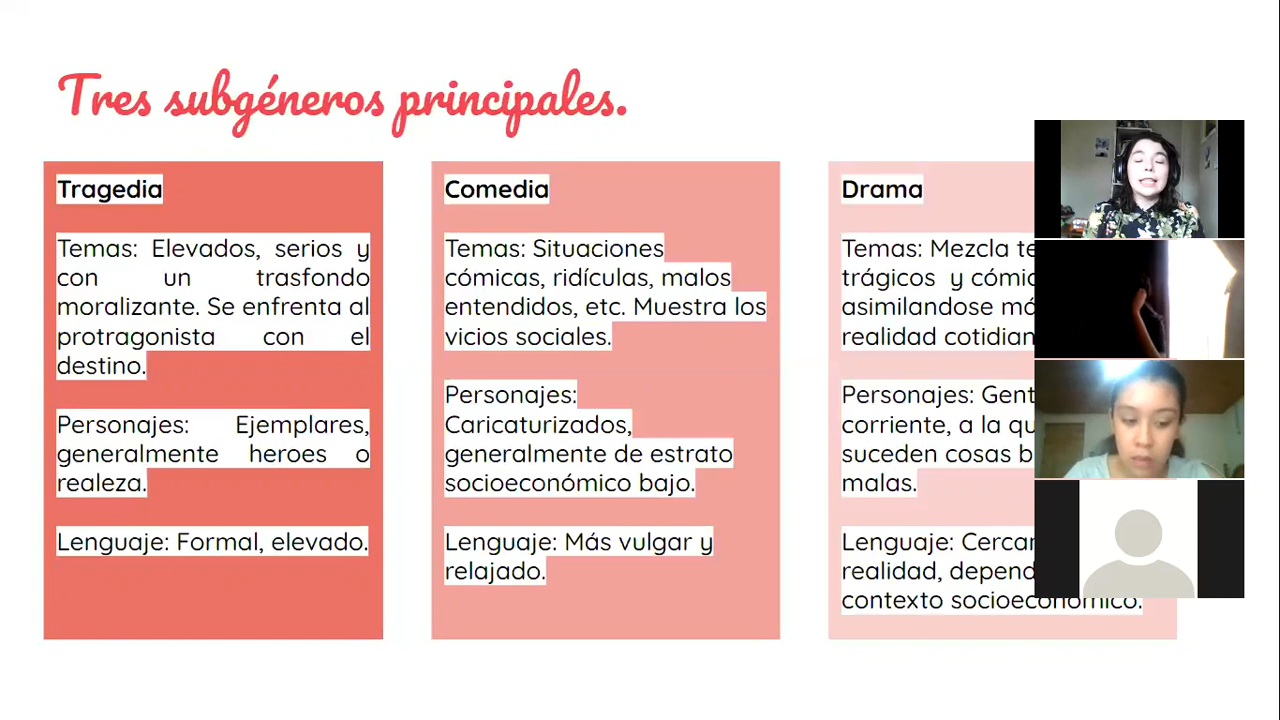 Tres subgéneros principales.
Tragedia
Temas: Elevados, serios y
con un trasfondo
moralizante. Se enfrenta al
protragonista con el
destino.
Personajes: Ejemplares,
generalmente heroes o
realeza.
Lenguaje: Formal, elevado.
Comedia
Temas: Situaciones
cómicas, ridículas, malos
entendidos, etc. Muestra los
vicios sociales.
Personajes:
Caricaturizados,
generalmente de estrato
socioeconómico bajo.
Lenguaje: Más vulgar y
relajado.
Drama
Temas: Mezcla
trágicos y
asimilandose
realidad
Personajes:
corriente, a la
suceden cosas
malas.
Lenguaje:
realidad,
contexto socioeconómico.